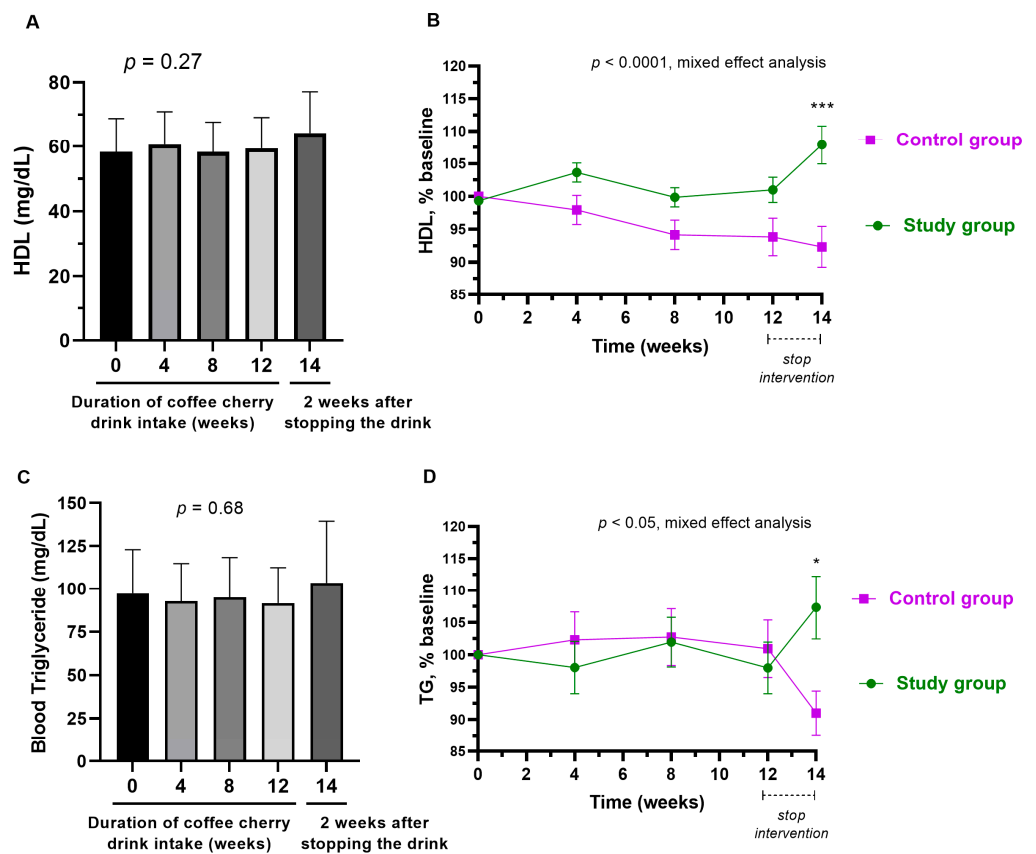 A
p = 0.27
HDL (mg/dL)
80
60
40
20
0
0 4 8 12 14
Duration of coffee cherry
drink intake (weeks)
2 weeks after
stopping the drink
B
p < 0.0001, mixed effect analysis
HDL, % baseline
120
115
110
105
100
95
90
85
***
0 2 4 6 8 10 12 14
Time (weeks)
stop
intervention
Control group
Study group
C
p = 0.68
Blood Triglyceride (mg/dL)
150
125
100
75
50
25
0
0 4 8 12 14
Duration of coffee cherry
drink intake (weeks)
2 weeks after
stopping the drink
D
p < 0.05, mixed effect analysis
TG, % baseline
120
115
110
105
100
95
90
85
*
0 2 4 6 8 10 12 14
Time (weeks)
stop
intervention
Control group
Study group